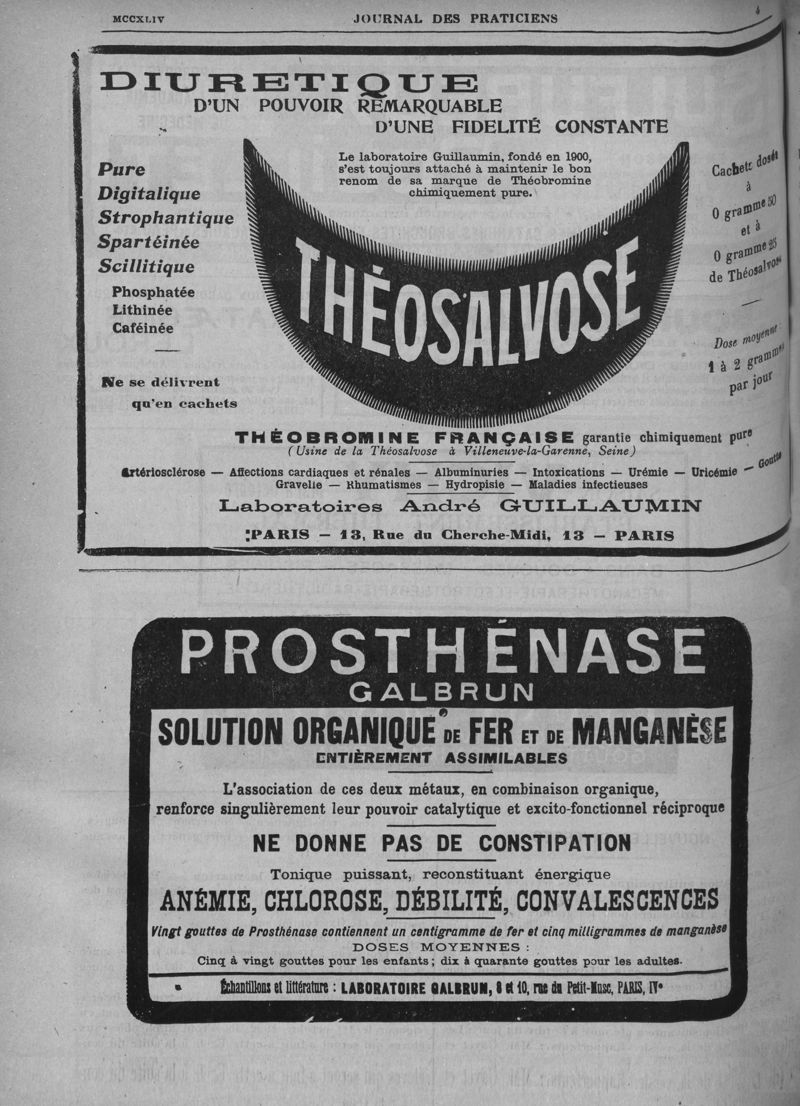 MCCXLIV
JOURNAL DES PRATICIENS
DIURETIQUE
D'UN POUVOIR REMARQUABLE
D'UNE FIDELITÉ CONSTANTE
Le laboratoire Guillaumin, fondé en 1900,
s'est toujours attaché à maintenir le bon
renom de sa marque de Théobromine
chimiquement pure.
Pure
Digitalique
Strophantique
Spartéinée
Scillitique
Phosphatée
Lithinée
Caféinée
Ne se délivrent
qu'en cachets
THÉOSALVOSE
Cachets dosés
à
0 gramme 50
et à
0 gramme 25
de Théosalvose
Dose moyenne
1 à 2 grammes
par jour
THÉOBROMINE FRANÇAISE garantie chimiquement pure
(Usine de la Théosalvose à Villeneuve-la-Garenne, Seine)
Artériosclérose — Affections cardiaques et rénales — Albuminuries — Intoxications — Urémie — Uricémie — Goutte
Gravelle — Rhumatismes — Hydropisie — Maladies infectieuses
Laboratoires André GUILLAUMIN
PARIS — 13, Rue du Cherche-Midi, 13 — PARIS
PROSTHÉNASE
GALBRUN
SOLUTION ORGANIQUE DE FER ET DE MANGANÈSE
ENTIÈREMENT ASSIMILABLES
L'association de ces deux métaux, en combinaison organique,
renforce singulièrement leur pouvoir catalytique et excito-fonctionnel réciproque
NE DONNE PAS DE CONSTIPATION
Tonique puissant, reconstituant énergique
ANÉMIE, CHLOROSE, DÉBILITÉ, CONVALESCENCES
Vingt gouttes de Prosthénase contiennent un centigramme de fer et cinq milligrammes de manganèse
DOSES MOYENNES :
Cinq à vingt gouttes pour les enfants; dix à quarante gouttes pour les adultes.
Échantillons et littérature : LABORATOIRE GALBRUN, 8 et 10, rue du Petit-Musc, PARIS, IVe